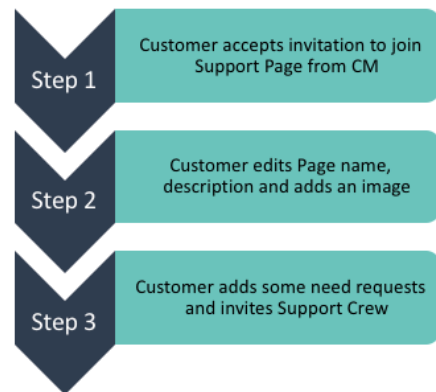 Step 1
Customer accepts invitation to join
Support Page from CM
Step 2
Customer edits Page name,
description and adds an image
Step 3
Customer adds some need requests
and invites Support Crew